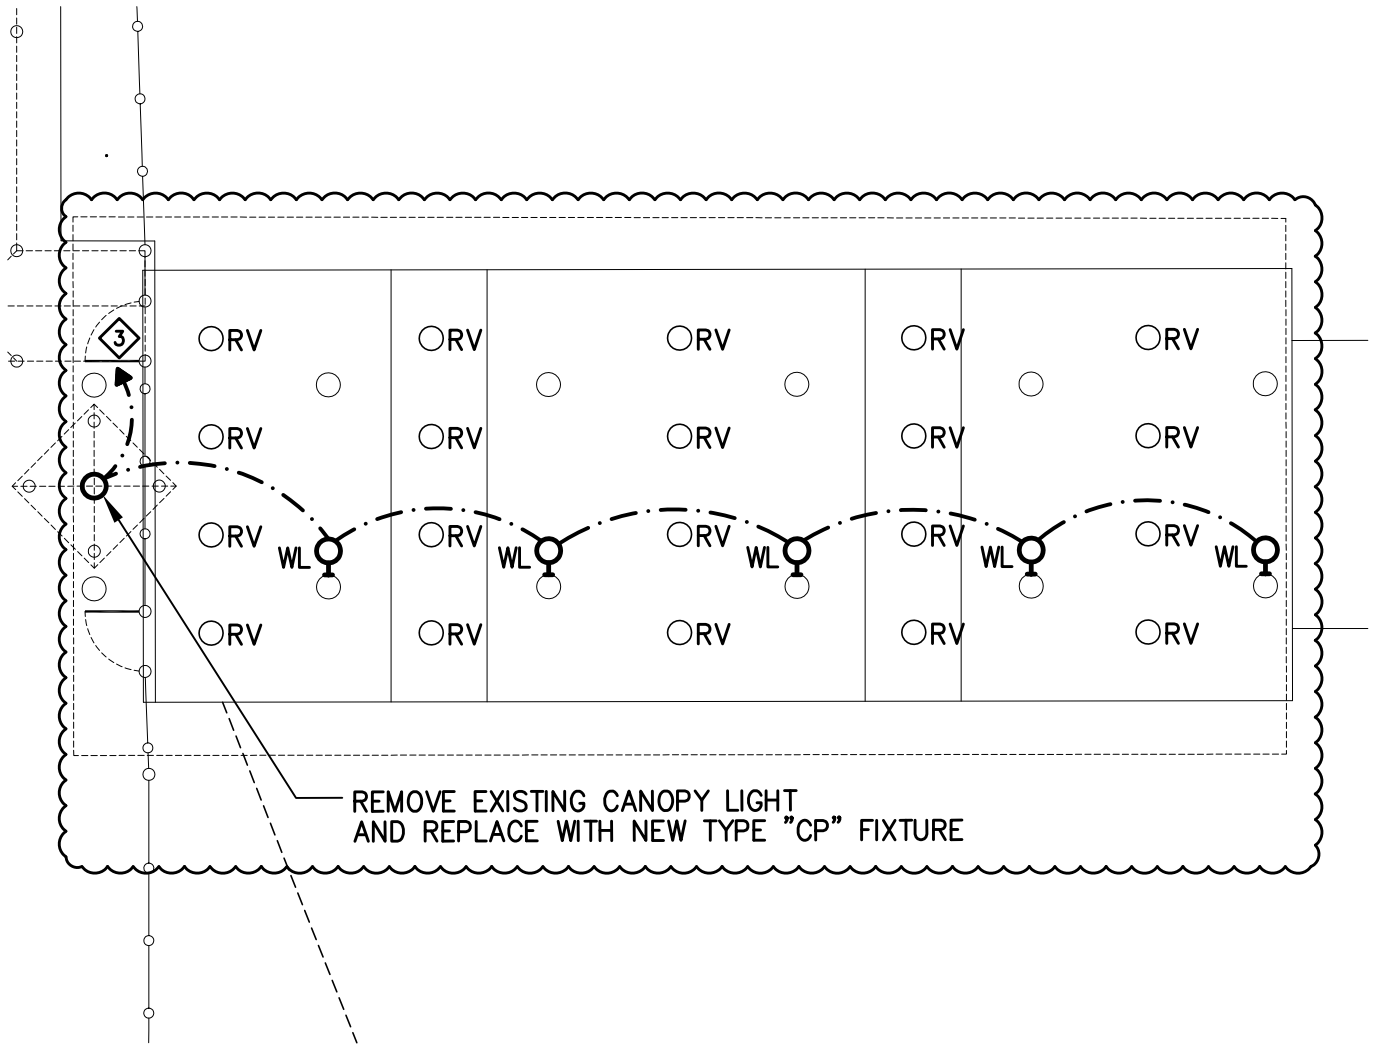 3
RV RV RV RV RV
RV RV RV RV RV
RV RV RV RV RV
WL WL WL WL WL
RV RV RV RV RV
REMOVE EXISTING CANOPY LIGHT
AND REPLACE WITH NEW TYPE "CP" FIXTURE